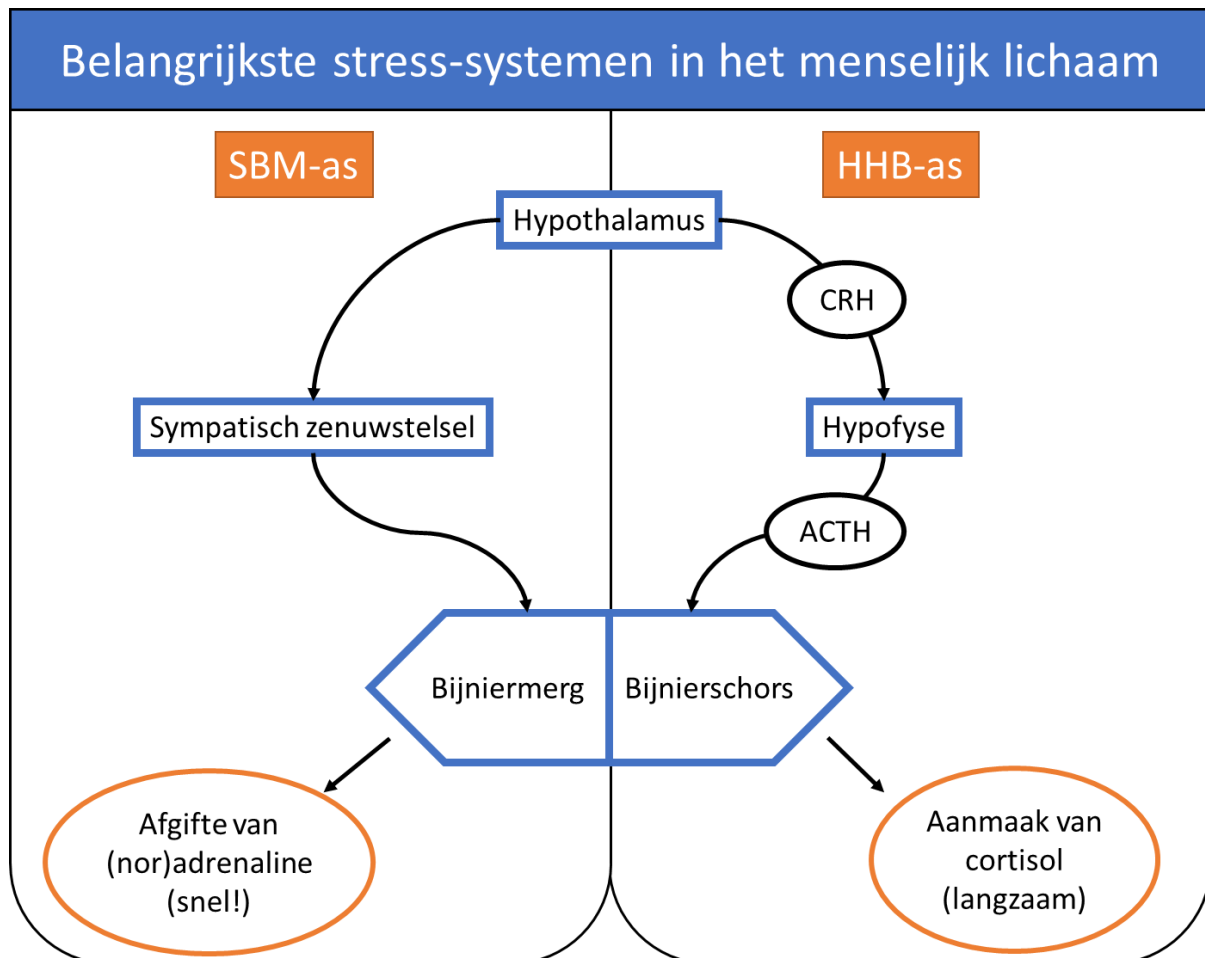 Belangrijkste stress-systemen in het menselijk lichaam
SBM-as
HHB-as
Hypothalamus
CRH
Sympatisch zenuwstelsel
Hypofyse
ACTH
Bijniermerg
Bijnierschors
Afgifte van
(nor)adrenaline
(snel!)
Aanmaak van
cortisol
(langzaam)